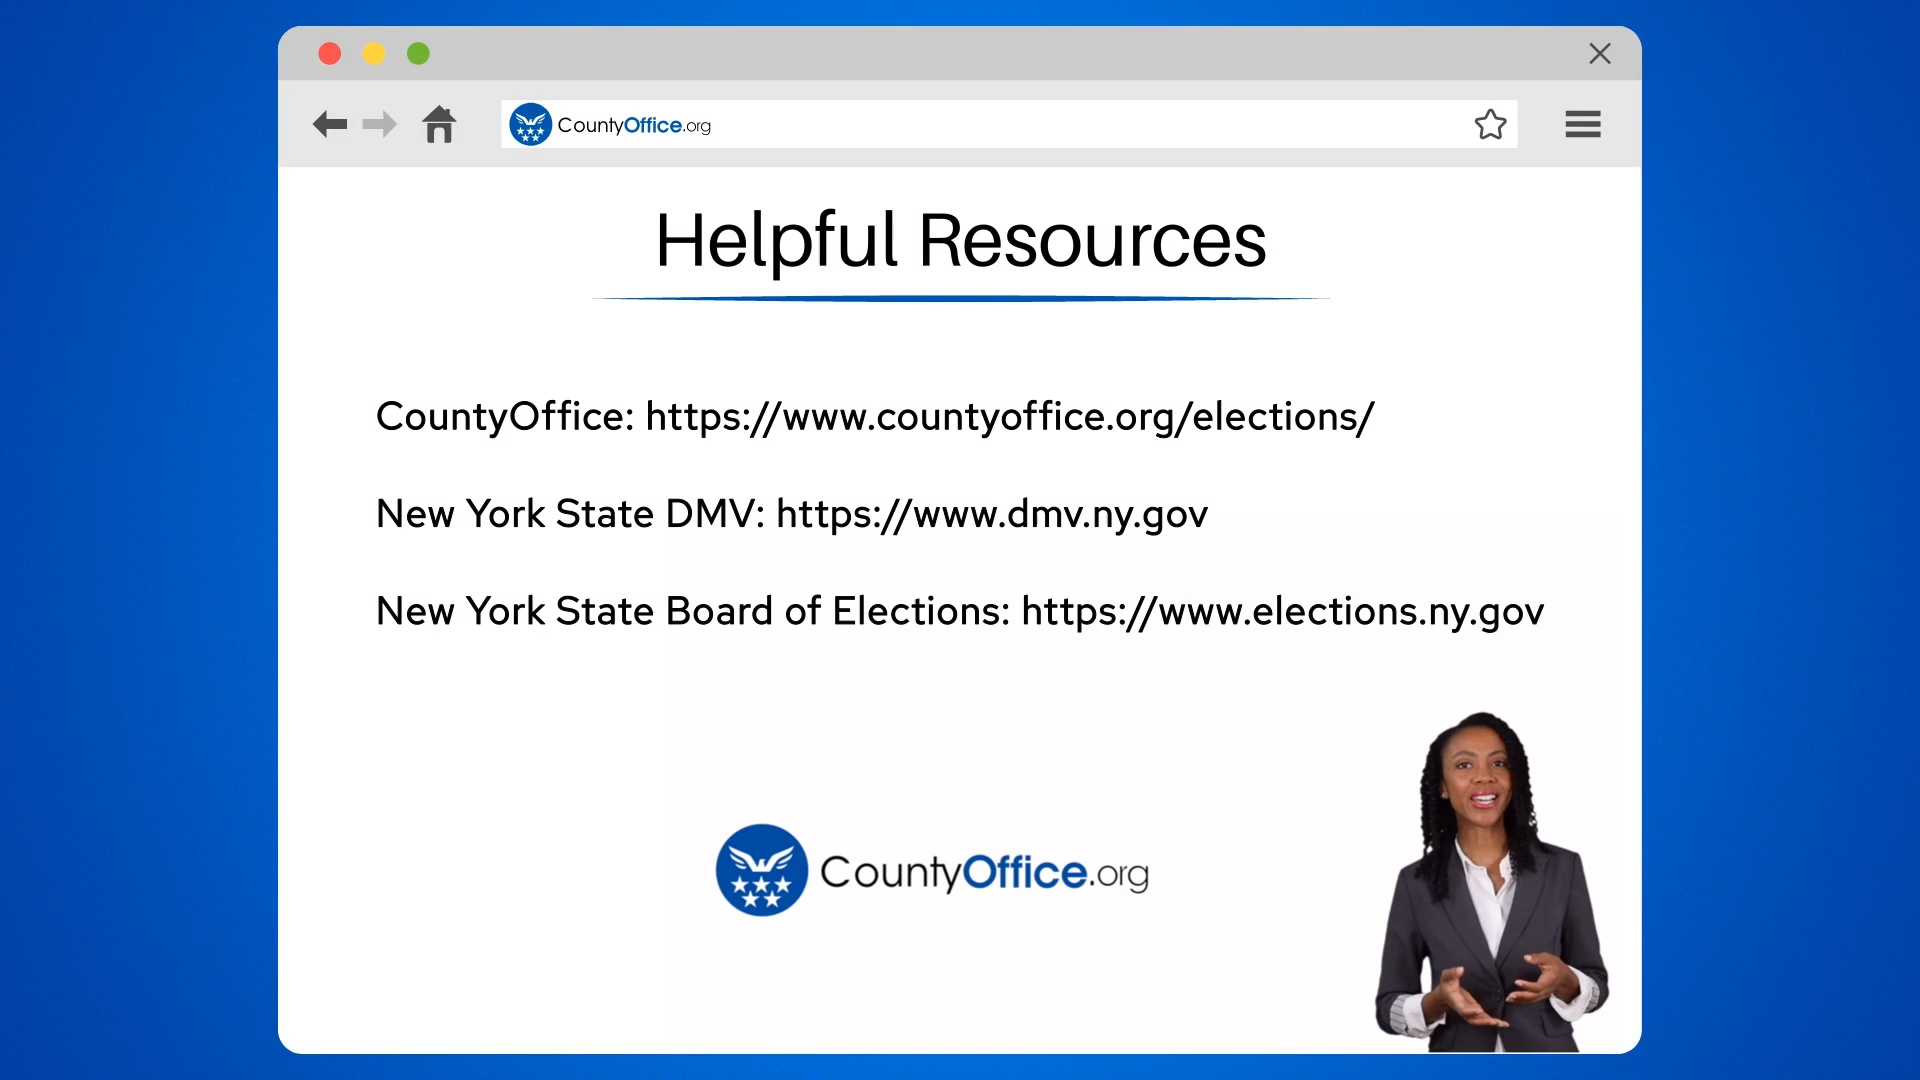 CountyOffice.org
Helpful Resources
CountyOffice: https://www.countyoffice.org/elections/
New York State DMV: https://www.dmv.ny.gov
New York State Board of Elections: https://www.elections.ny.gov
CountyOffice.org